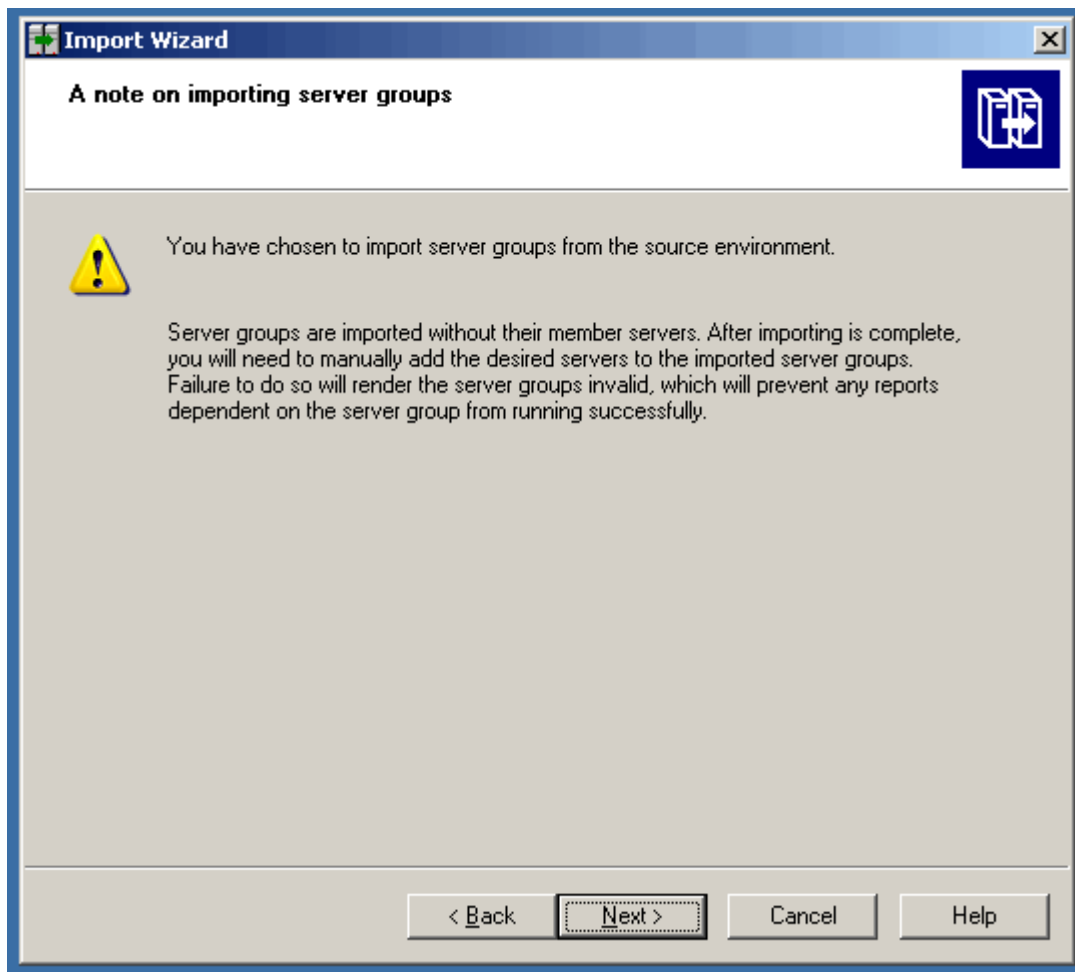 Import Wizard
A note on importing server groups
You have chosen to import server groups from the source environment.
Server groups are imported without their member servers. After importing is complete,
you will need to manually add the desired servers to the imported server groups.
Failure to do so will render the server groups invalid, which will prevent any reports
dependent on the server group from running successfully.
< Back Next > Cancel Help